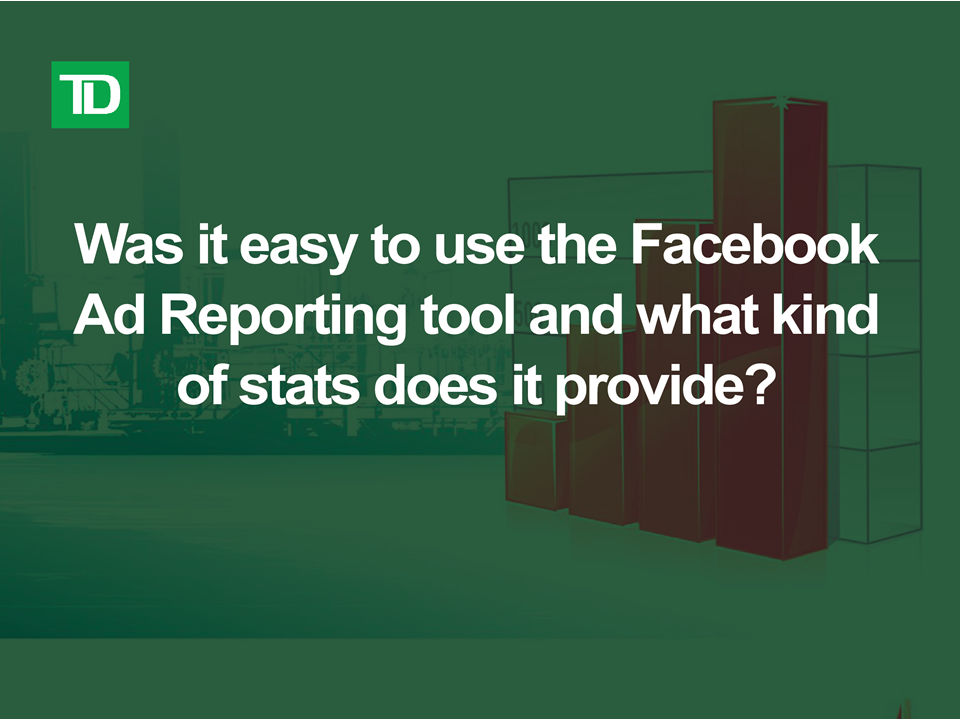 TD
Was it easy to use the Facebook
Ad Reporting tool and what kind
of stats does it provide?